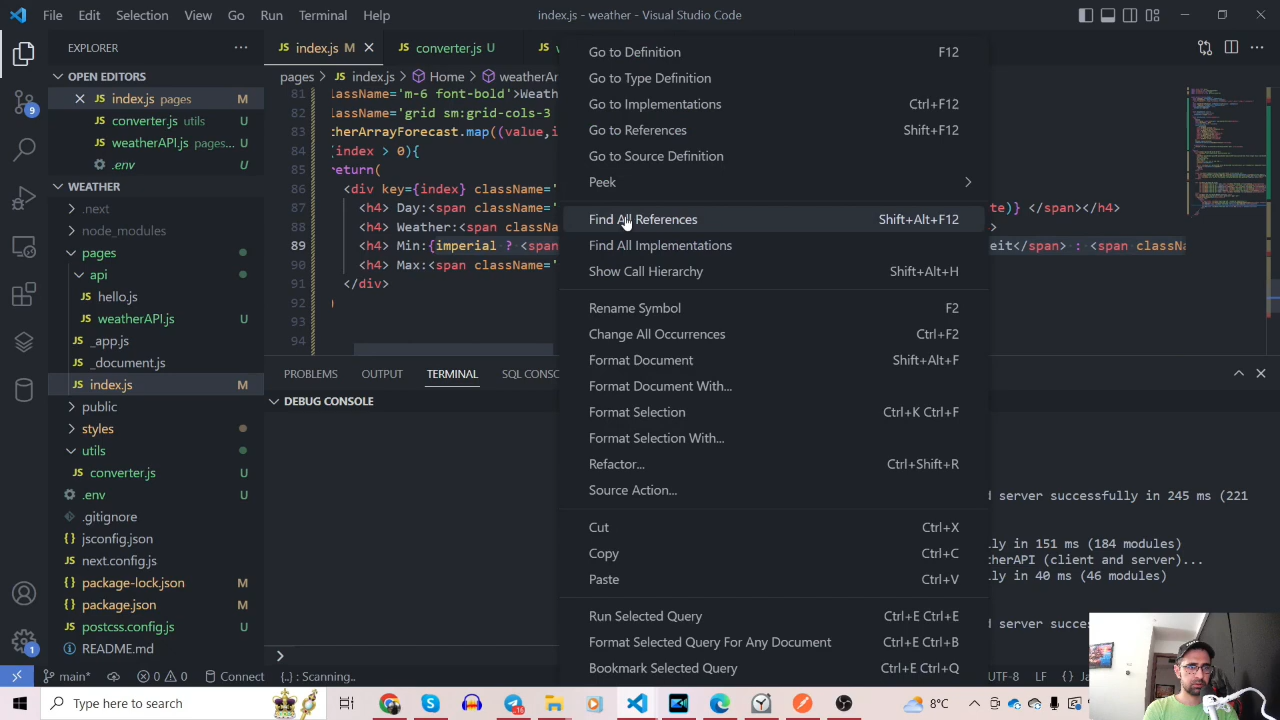 File Edit Selection View Go Run Terminal Help
index.js - weather - Visual Studio Code
EXPLORER
OPEN EDITORS
index.js pages M
converter.js utils U
weatherAPI.js pages... U
.env U
WEATHER
.next
node_modules
pages
api
hello.js
weatherAPI.js U
_app.js
_document.js
index.js M
public
styles
utils
converter.js U
.env U
.gitignore
jsconfig.json
next.config.js
package-lock.json M
package.json M
postcss.config.js U
README.md
index.js M
converter.js U
pages > index.js > Home > weatherAr
81 className='m-6 font-bold'>Weat
82 className='grid sm:grid-cols-3
83 herArrayForecast.map((value,i
84 (index > 0){
85 return(
86 <div key={index} className='
87 <h4> Day:<span className='
te)} </span></h4>
88 <h4> Weather:<span classNa
>
89 <h4> Min:{imperial ? <span
eit</span> : <span classNa
90 <h4> Max:<span className='
91 </div>
92 )
93
94
Go to Definition F12
Go to Type Definition
Go to Implementations Ctrl+F12
Go to References Shift+F12
Go to Source Definition
Peek
Find All References Shift+Alt+F12
Find All Implementations
Show Call Hierarchy Shift+Alt+H
Rename Symbol F2
Change All Occurrences Ctrl+F2
Format Document Shift+Alt+F
Format Document With...
Format Selection Ctrl+K Ctrl+F
Format Selection With...
Refactor... Ctrl+Shift+R
Source Action...
Cut Ctrl+X
Copy Ctrl+C
Paste Ctrl+V
Run Selected Query Ctrl+E Ctrl+E
Format Selected Query For Any Document Ctrl+E Ctrl+B
Bookmark Selected Query Ctrl+E Ctrl+Q
PROBLEMS OUTPUT TERMINAL SQL CONSO
DEBUG CONSOLE
d server successfully in 245 ms (221
lly in 151 ms (184 modules)
therAPI (client and server)...
lly in 40 ms (46 modules)
d server succes
main* 0 0 Connect Scanning..
UTF-8 LF
Type here to search
8°C